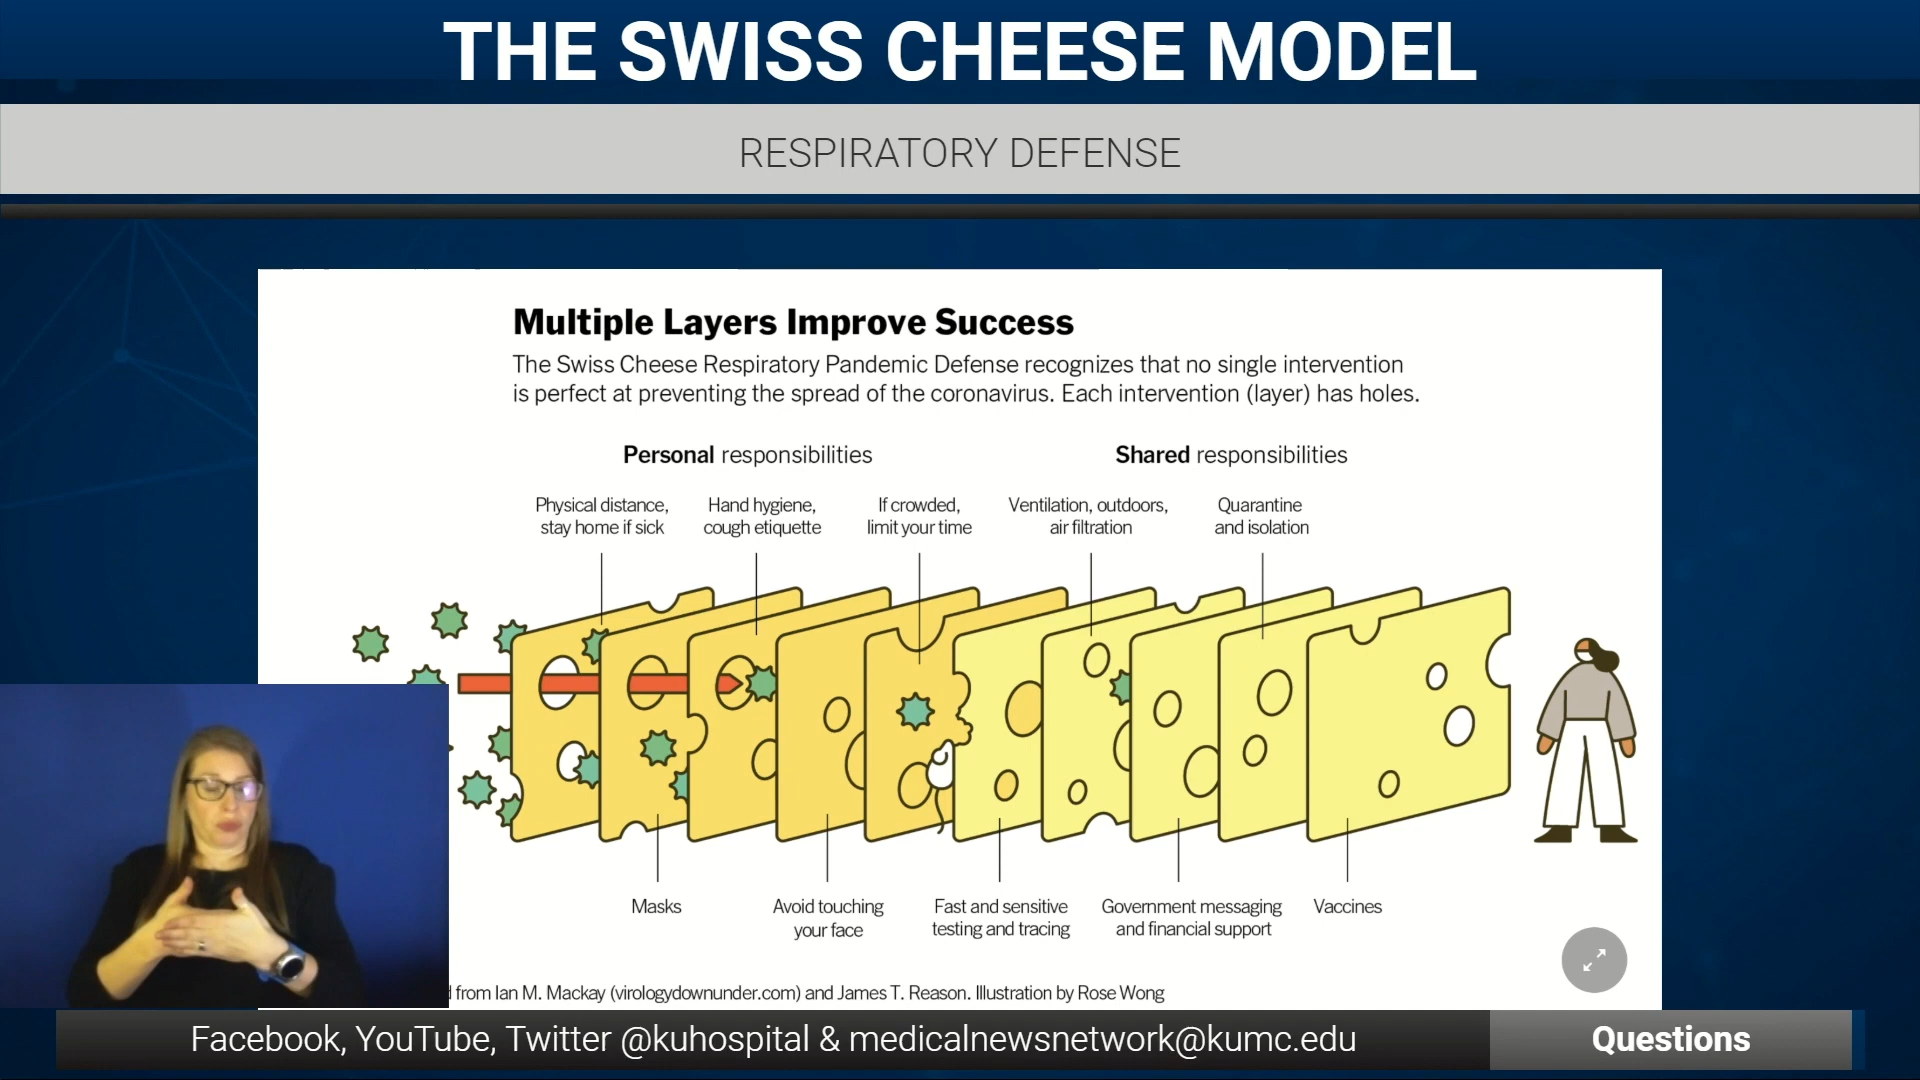 THE SWISS CHEESE MODEL
RESPIRATORY DEFENSE
Multiple Layers Improve Success
The Swiss Cheese Respiratory Pandemic Defense recognizes that no single intervention
is perfect at preventing the spread of the coronavirus. Each intervention (layer) has holes.
Personal responsibilities
Shared responsibilities
Physical distance,
stay home if sick
Hand hygiene,
cough etiquette
If crowded,
limit your time
Ventilation, outdoors,
air filtration
Quarantine
and isolation
Masks
Avoid touching
your face
Fast and sensitive
testing and tracing
Government messaging
and financial support
Vaccines
from Ian M. Mackay (virologydownunder.com) and James T. Reason. Illustration by Rose Wong
Facebook, YouTube, Twitter @kuhospital & medicalnewsnetwork@kumc.edu
Questions